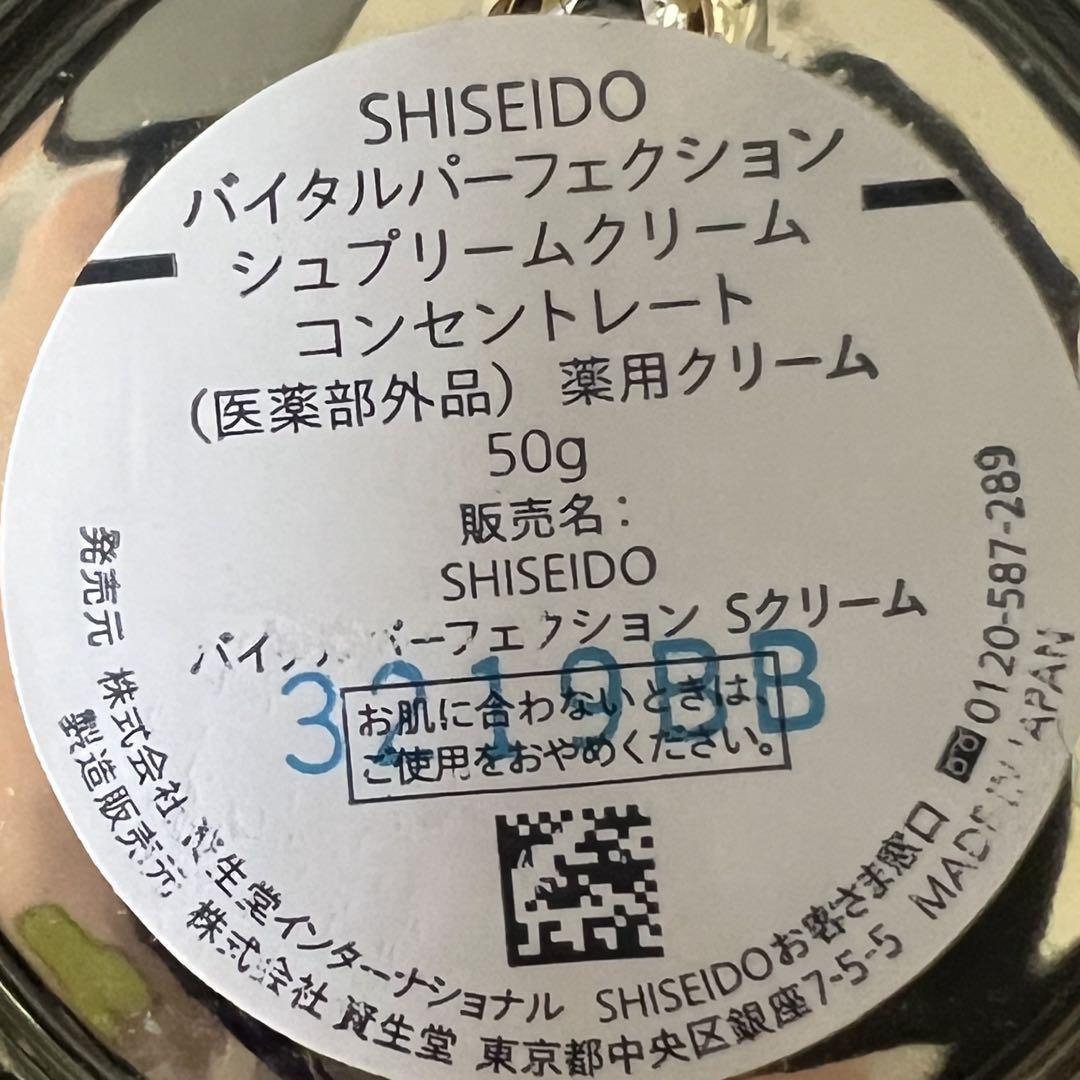 SHISEIDO
バイタルパーフェクション
シュプリームクリーム
コンセントレート
(医薬部外品) 薬用クリーム
50g
販売名:
SHISEIDO
パーフェクション Sクリーム
3219BB
お肌に合わないときは、
ご使用をおやめください。
発売元 株式会社 資生堂インターナショナル SHISEIDOお客さま窓口 0120-587-289
製造販売元 株式会社 資生堂 東京都中央区銀座7-5-5 MADE IN JAPAN